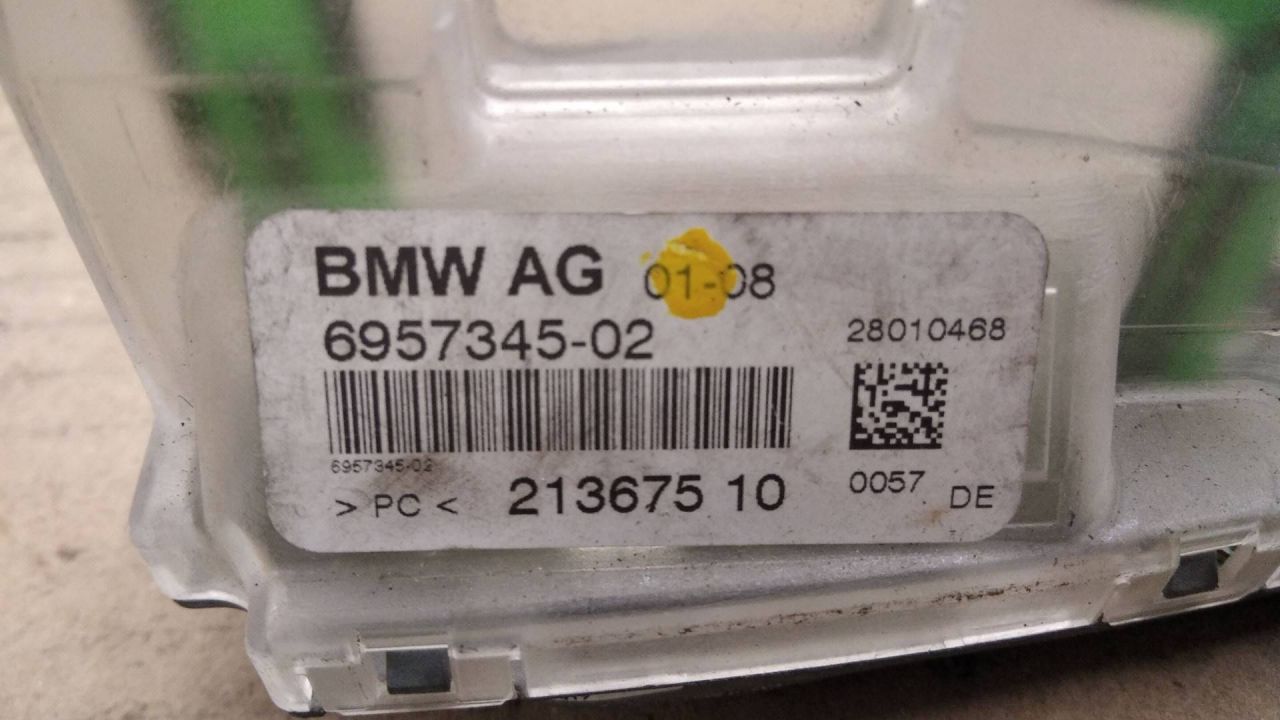 BMW AG 01-08
6957345-02
28010468
6957345-02
> PC < 213675 10
0057 DE